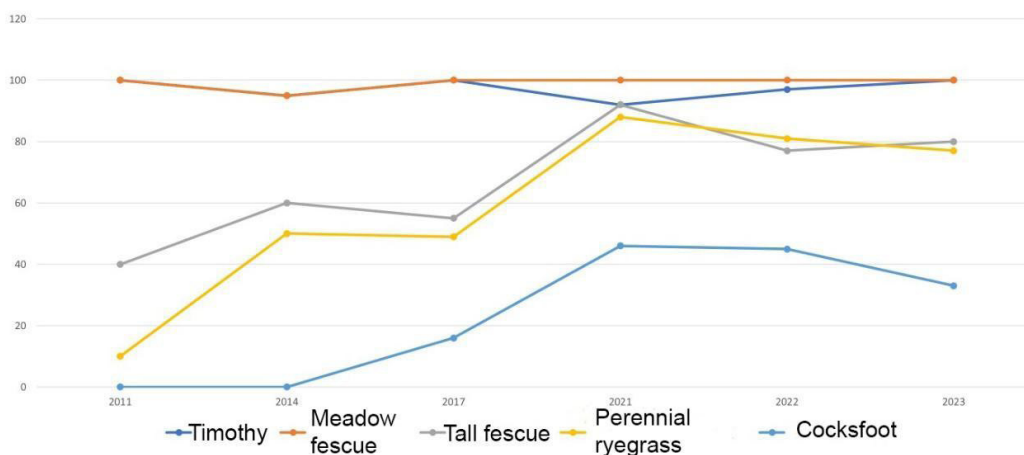 120
100
80
60
40
20
0
2011 2014 2017 2021 2022 2023
Timothy
Meadow
fescue
Tall fescue
Perennial
ryegrass
Cocksfoot